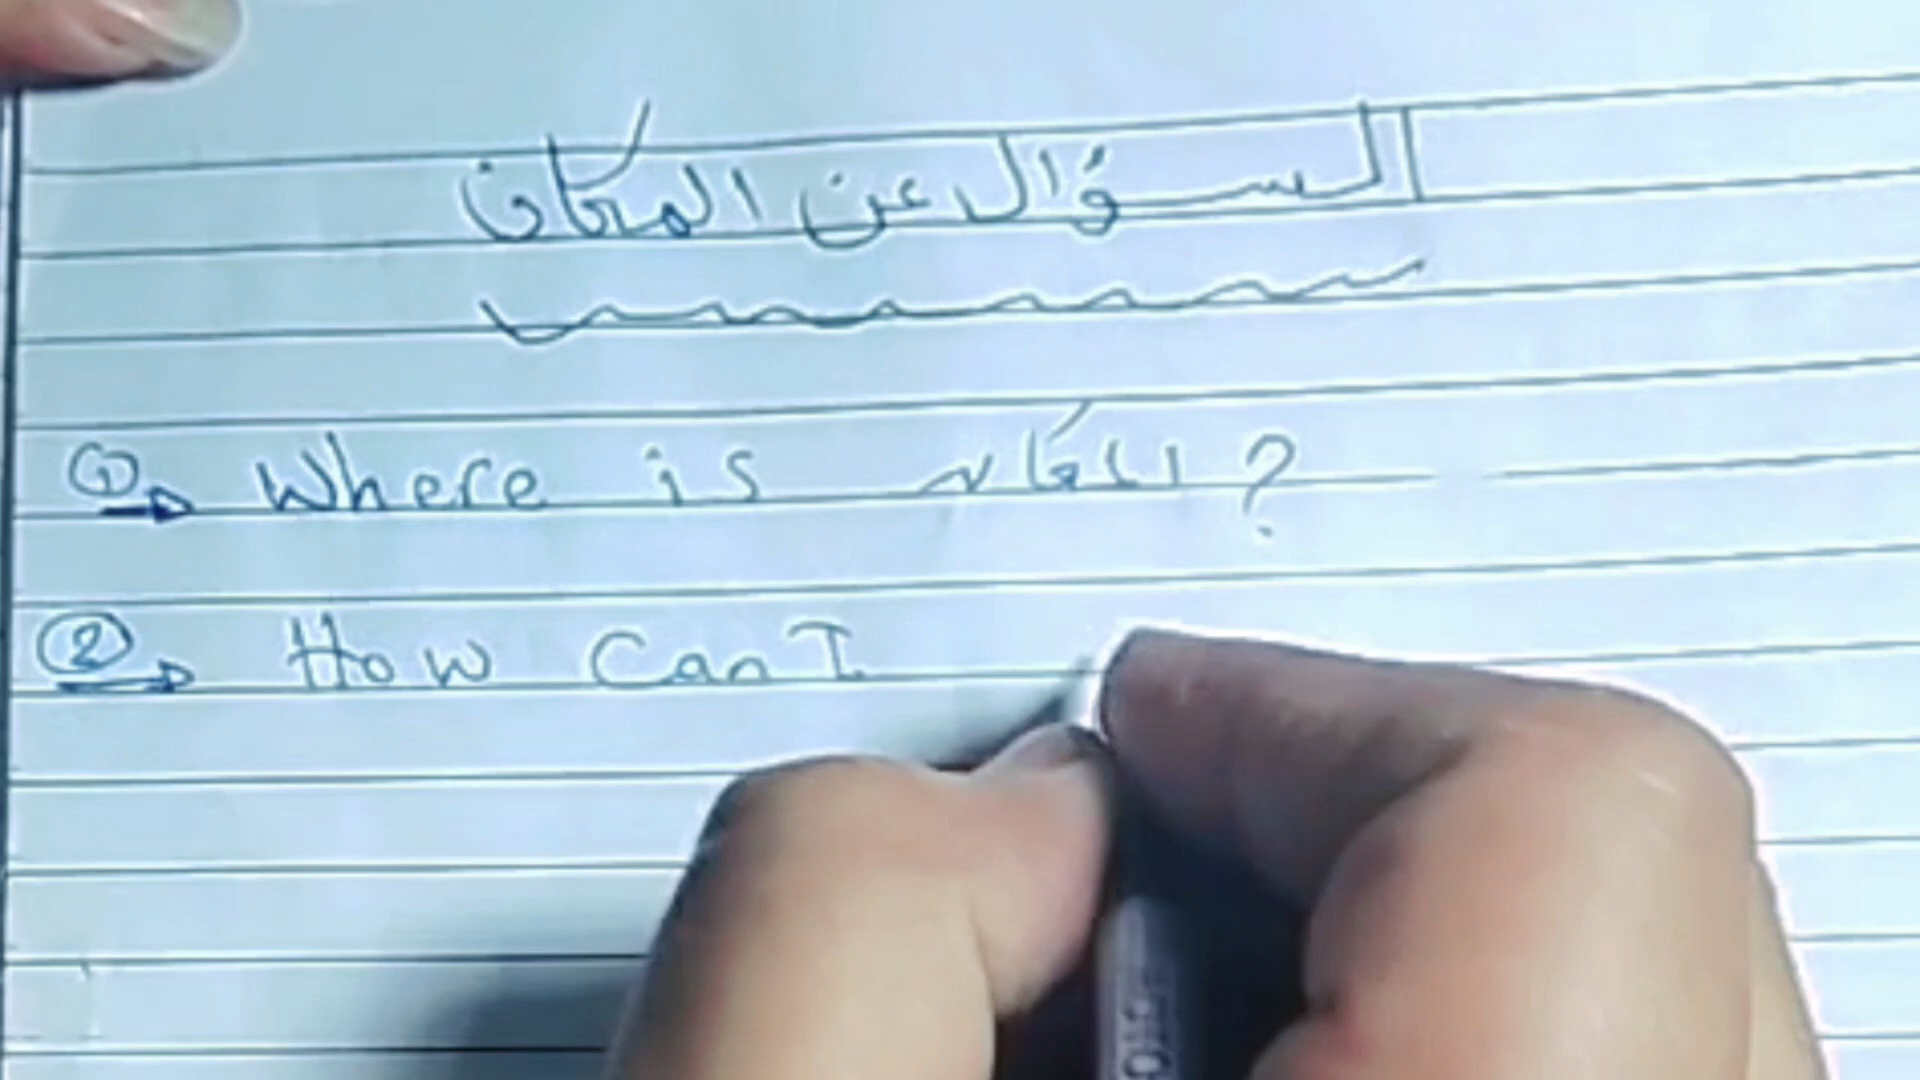 السؤال عن المكان
① Where is المكان ?
② How Can I